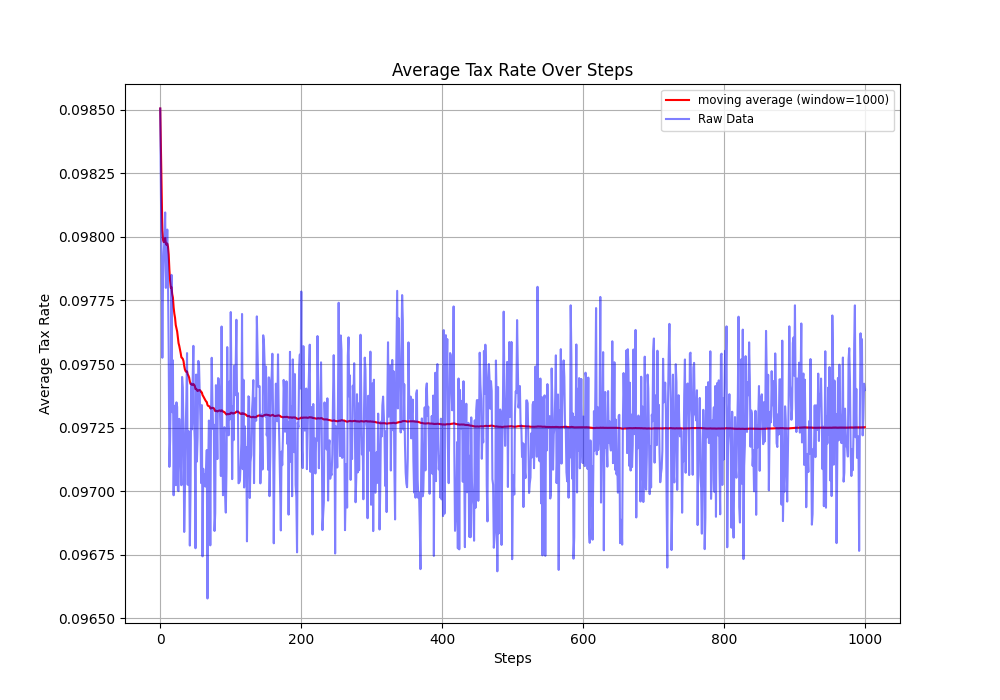 Average Tax Rate Over Steps
moving average (window=1000)
Raw Data
0.09850
0.09825
0.09800
0.09775
0.09750
0.09725
0.09700
0.09675
0.09650
Average Tax Rate
0 200 400 600 800 1000
Steps